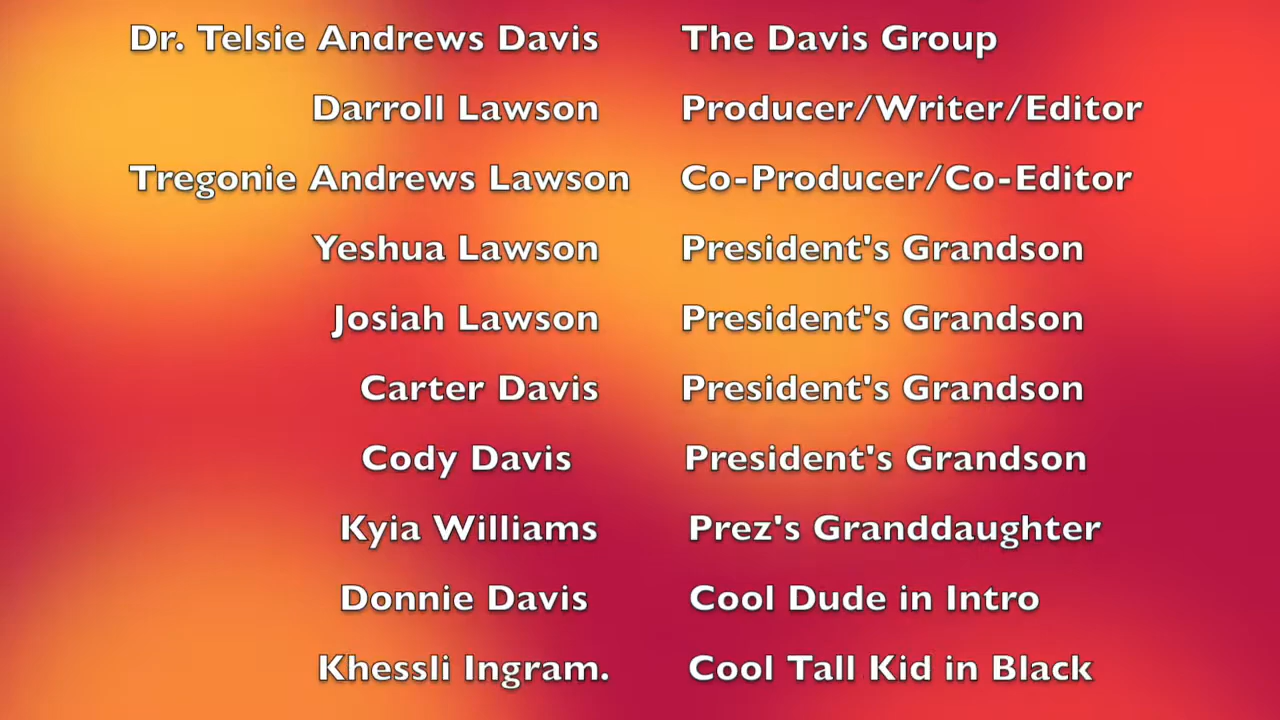 Dr. Telsie Andrews Davis The Davis Group
Darroll Lawson Producer/Writer/Editor
Tregonie Andrews Lawson Co-Producer/Co-Editor
Yeshua Lawson President's Grandson
Josiah Lawson President's Grandson
Carter Davis President's Grandson
Cody Davis President's Grandson
Kyia Williams Prez's Granddaughter
Donnie Davis Cool Dude in Intro
Khessli Ingram. Cool Tall Kid in Black